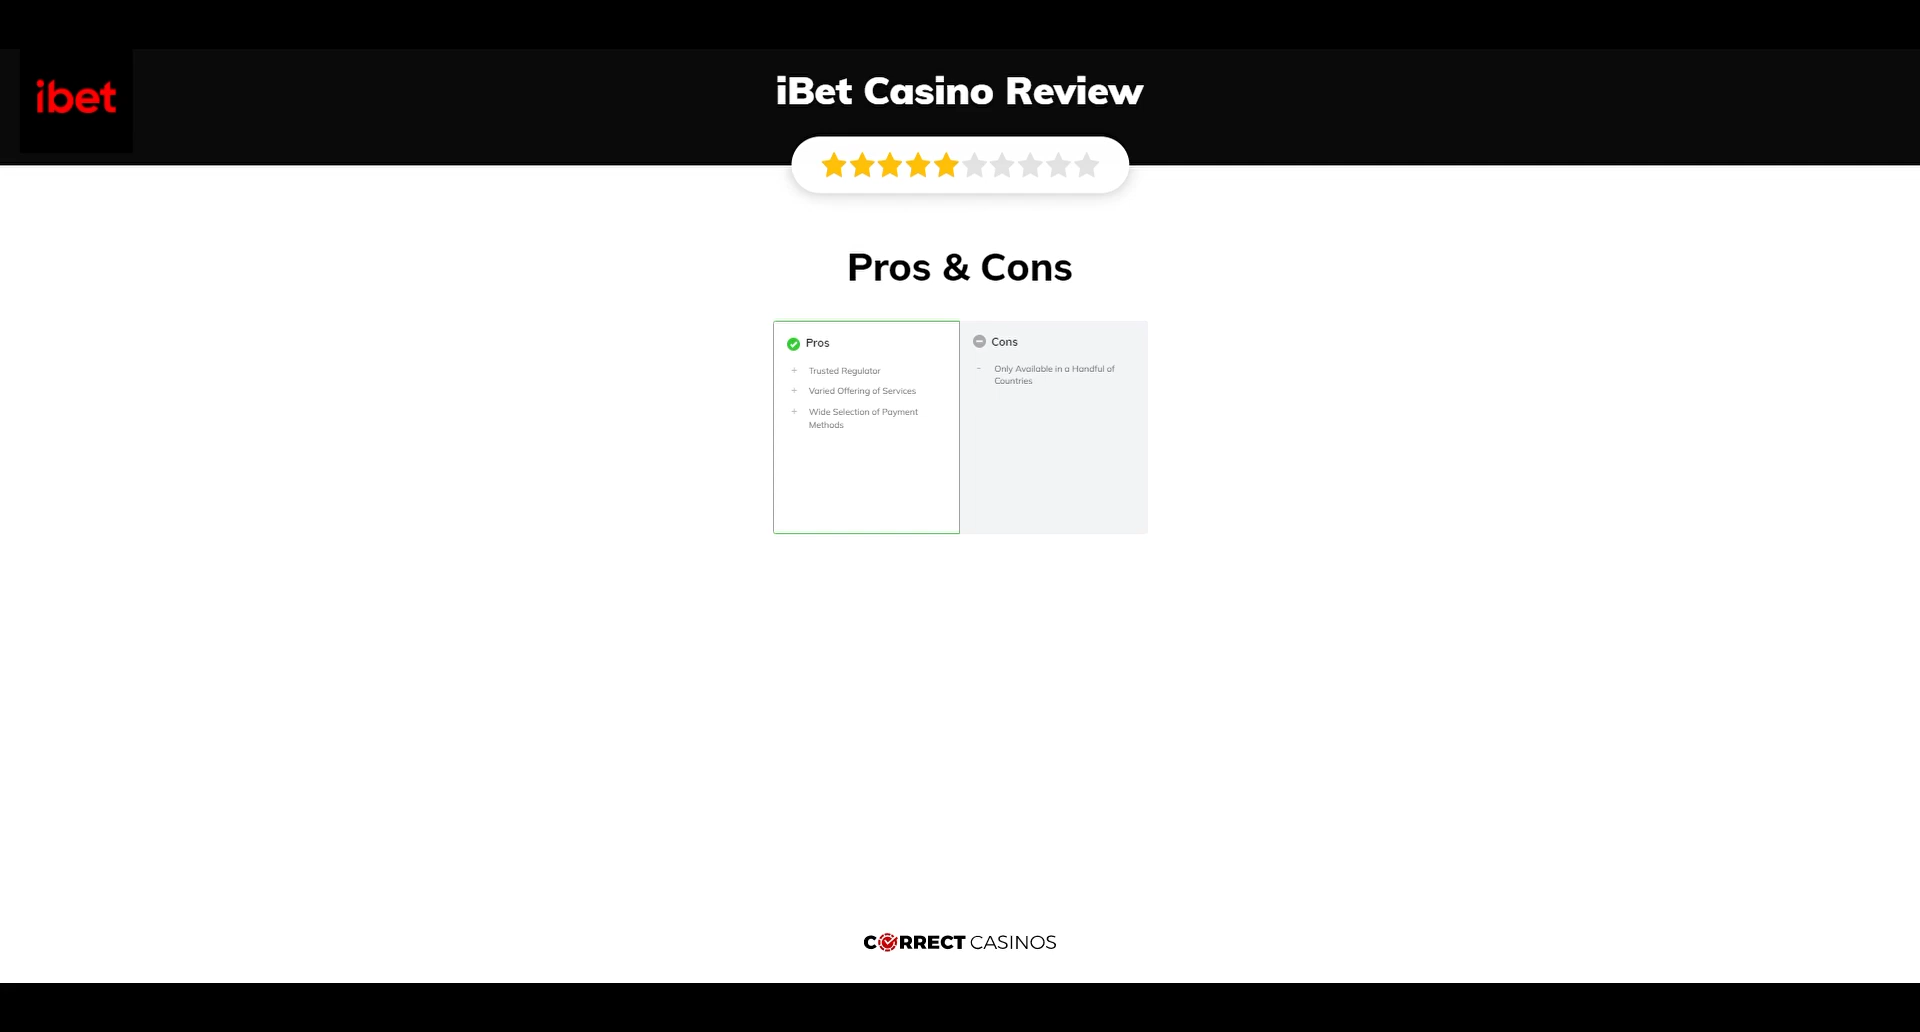 ibet
iBet Casino Review
Pros & Cons
Pros
+ Trusted Regulator
+ Varied Offering of Services
+ Wide Selection of Payment
Methods
Cons
- Only Available in a Handful of
Countries
CORRECT CASINOS